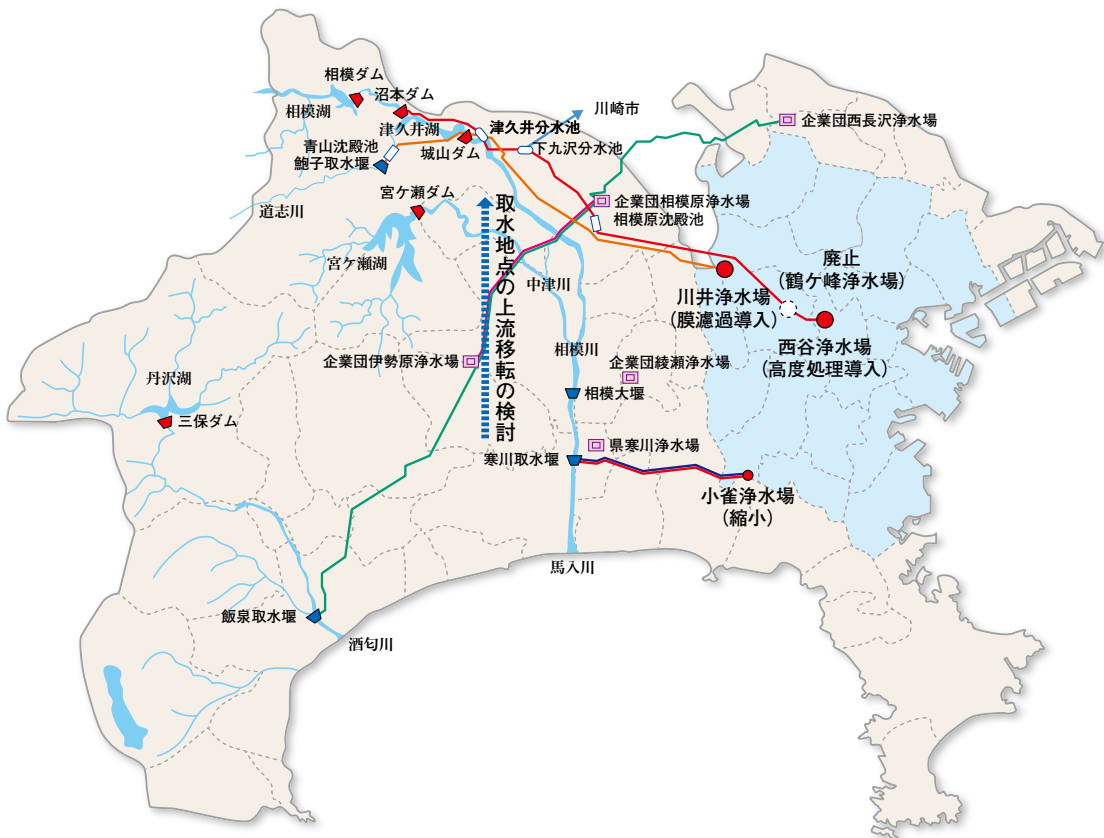 相模ダム
沼本ダム
相模湖
津久井湖
津久井分水池
川崎市
企業団西長沢浄水場
青山沈殿池
鮑子取水堰
城山ダム
下九沢分水池
宮ケ瀬ダム
道志川
取水地点の上流移転の検討
企業団相模原浄水場
相模原沈殿池
宮ケ瀬湖
中津川
廃止
（鶴ケ峰浄水場）
川井浄水場
（膜濾過導入）
西谷浄水場
（高度処理導入）
相模川
企業団伊勢原浄水場
企業団綾瀬浄水場
丹沢湖
相模大堰
三保ダム
県寒川浄水場
寒川取水堰
小雀浄水場
（縮小）
馬入川
飯泉取水堰
酒匂川